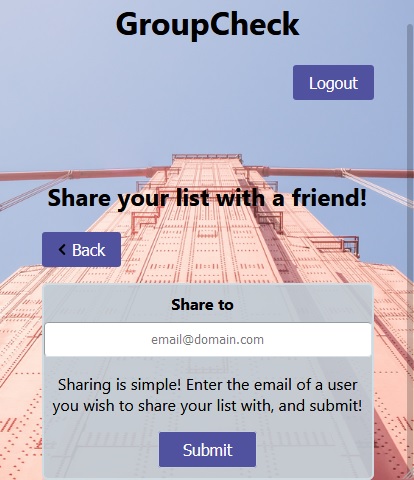 GroupCheck
Logout
Share your list with a friend!
Back
Share to
email@domain.com
Sharing is simple! Enter the email of a user
you wish to share your list with, and submit!
Submit